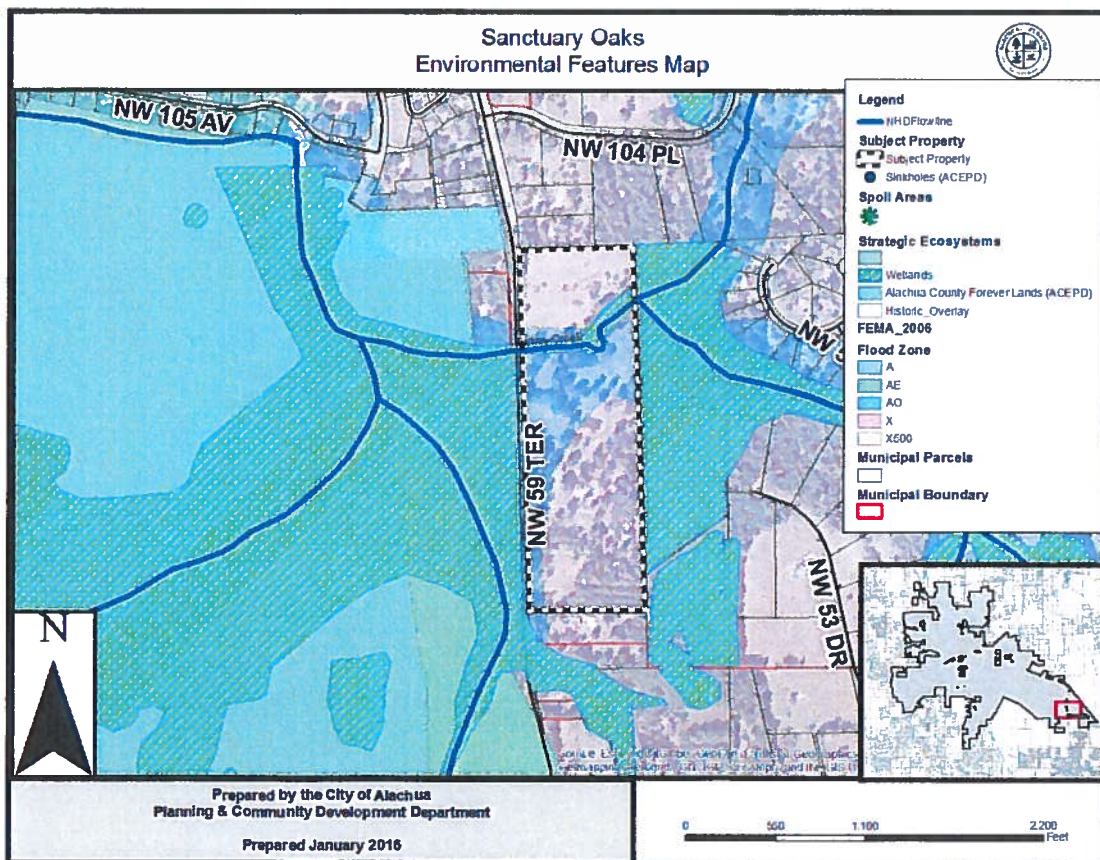 Sanctuary Oaks
Environmental Features Map
NW 105 AV
NW 104 PL
NW 59 TER
NW 53 DR
NW 5
Legend
NHDFlowline
Subject Property
Subject Property
Sinkholes (ACEPD)
Spoil Areas
Strategic Ecosystems
Wetlands
Alachua County Forever Lands (ACEPD)
Historic_Overlay
FEMA_2006
Flood Zone
A
AE
AO
X
X500
Municipal Parcels
Municipal Boundary
N
Prepared by the City of Alachua
Planning & Community Development Department
Prepared January 2016
0 550 1,100 2,200
Feet